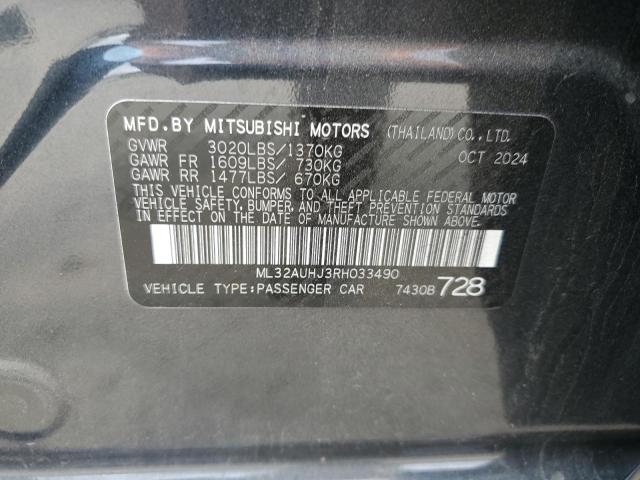 MFD.BY MITSUBISHI MOTORS (THAILAND)CO.,LTD.
GVWR 3020LBS/1370KG OCT 2024
GAWR FR 1609LBS/ 730KG
GAWR RR 1477LBS/ 670KG
THIS VEHICLE CONFORMS TO ALL APPLICABLE FEDERAL MOTOR
VEHICLE SAFETY, BUMPER, AND THEFT PREVENTION STANDARDS
IN EFFECT ON THE DATE OF MANUFACTURE SHOWN ABOVE.
ML32AUHJ3RH033490
VEHICLE TYPE:PASSENGER CAR 7430B 728